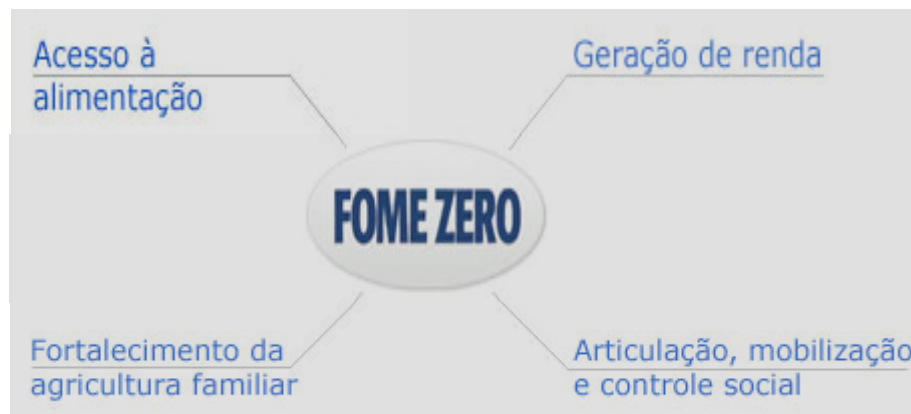 Acesso à
alimentação
Geração de renda
FOME ZERO
Fortalecimento da
agricultura familiar
Articulação, mobilização
e controle social